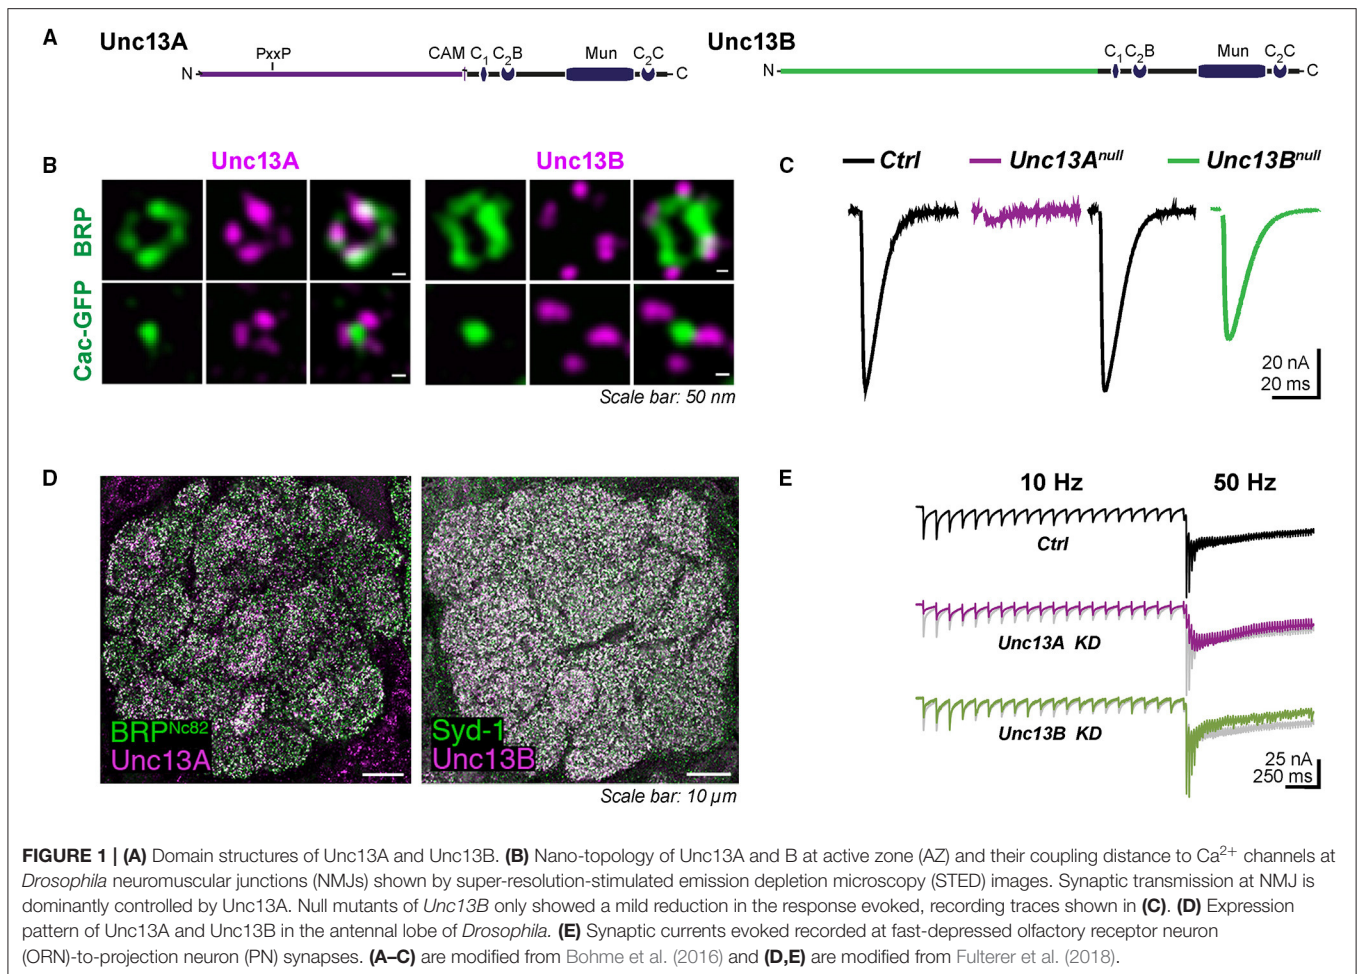 A
Unc13A
PxxP
CAM C1 C2B Mun C2C
N C
Unc13B
C1 C2B Mun C2C
N C
B
Unc13A Unc13B
BRP
Cac-GFP
Scale bar: 50 nm
C
Ctrl Unc13Anull Unc13Bnull
20 nA
20 ms
D
BRPNc82
Unc13A
Syd-1
Unc13B
Scale bar: 10 µm
E
10 Hz 50 Hz
Ctrl
Unc13A KD
Unc13B KD
25 nA
250 ms
FIGURE 1 | (A) Domain structures of Unc13A and Unc13B. (B) Nano-topology of Unc13A and B at active zone (AZ) and their coupling distance to Ca2+ channels at
Drosophila neuromuscular junctions (NMJs) shown by super-resolution-stimulated emission depletion microscopy (STED) images. Synaptic transmission at NMJ is
dominantly controlled by Unc13A. Null mutants of Unc13B only showed a mild reduction in the response evoked, recording traces shown in (C). (D) Expression
pattern of Unc13A and Unc13B in the antennal lobe of Drosophila. (E) Synaptic currents evoked recorded at fast-depressed olfactory receptor neuron
(ORN)-to-projection neuron (PN) synapses. (A–C) are modified from Bohme et al. (2016) and (D,E) are modified from Fulterer et al. (2018).